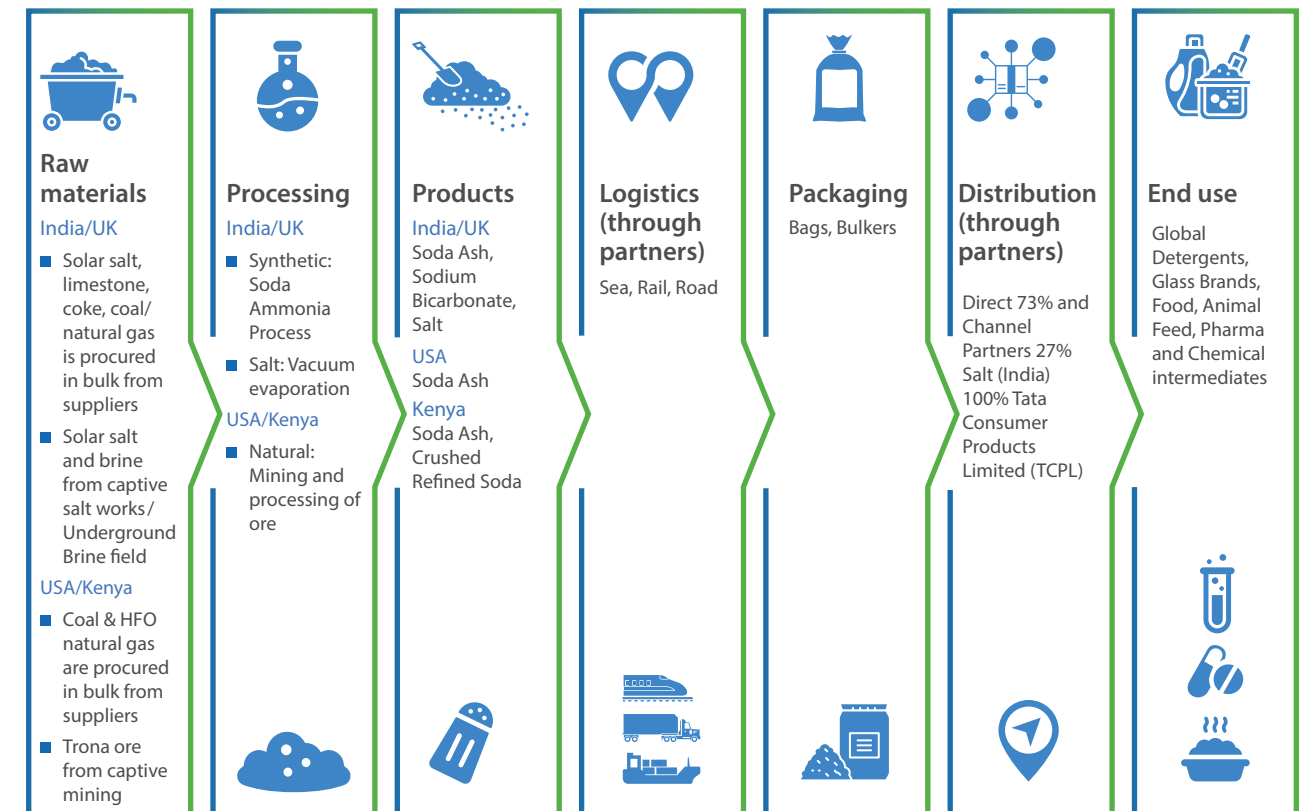 Raw
materials
India/UK
Solar salt,
limestone,
coke, coal/
natural gas
is procured
in bulk from
suppliers
Solar salt
and brine
from captive
salt works /
Underground
Brine field
USA/Kenya
Coal & HFO
natural gas
are procured
in bulk from
suppliers
Trona ore
from captive
mining
Processing
India/UK
Synthetic:
Soda
Ammonia
Process
Salt: Vacuum
evaporation
USA/Kenya
Natural:
Mining and
processing of
ore
Products
India/UK
Soda Ash,
Sodium
Bicarbonate,
Salt
USA
Soda Ash
Kenya
Soda Ash,
Crushed
Refined Soda
Logistics
(through
partners)
Sea, Rail, Road
Packaging
Bags, Bulkers
Distribution
(through
partners)
Direct 73% and
Channel
Partners 27%
Salt (India)
100% Tata
Consumer
Products
Limited (TCPL)
End use
Global
Detergents,
Glass Brands,
Food, Animal
Feed, Pharma
and Chemical
intermediates